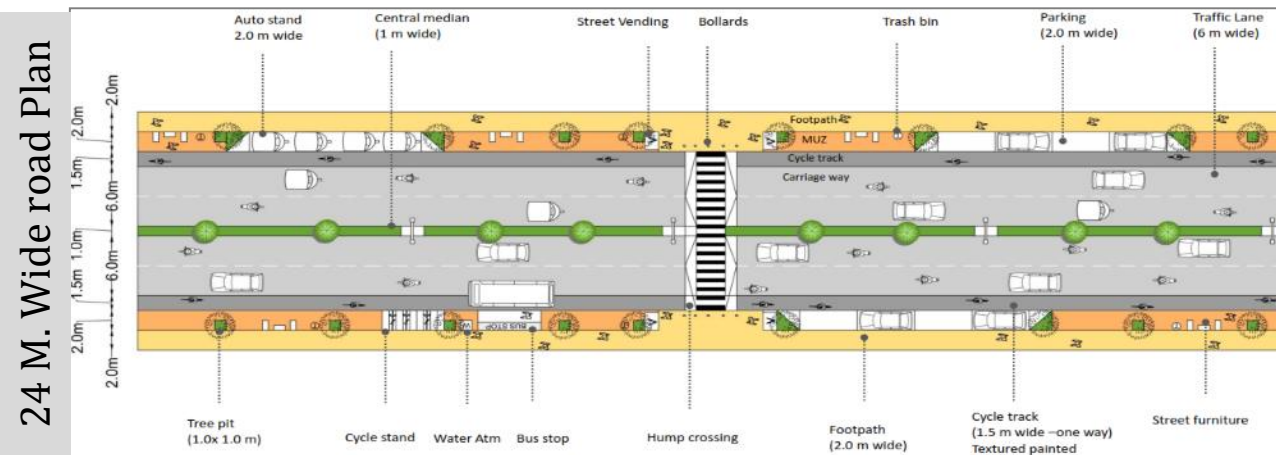 24 M. Wide road Plan
Auto stand
2.0 m wide
Central median
(1 m wide)
Street Vending
Bollards
Trash bin
Parking
(2.0 m wide)
Traffic Lane
(6 m wide)
2.0m
2.0m
1.5m
6.0m
1.0m
6.0m
1.5m
2.0m
2.0m
Footpath
MUZ
Cycle track
Carriage way
BUS STOP
Tree pit
(1.0x 1.0 m)
Cycle stand
Water Atm
Bus stop
Hump crossing
Footpath
(2.0 m wide)
Cycle track
(1.5 m wide –one way)
Textured painted
Street furniture